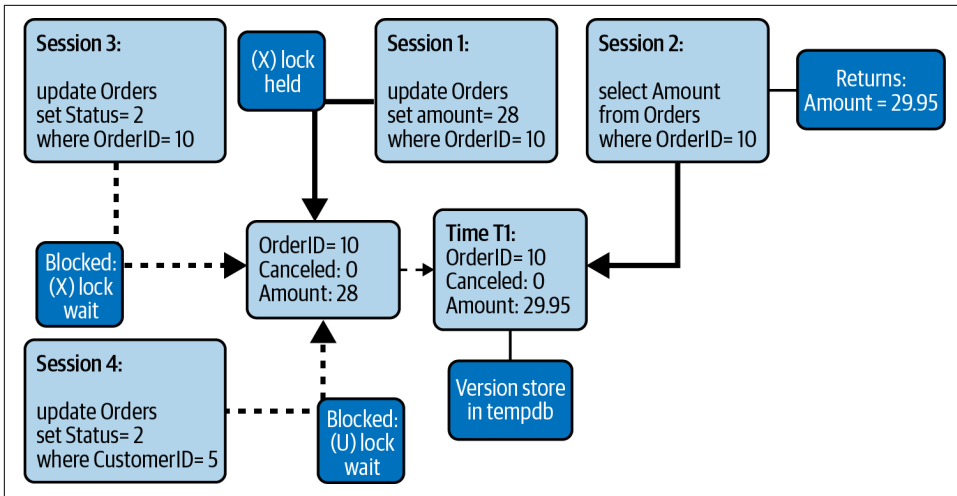 Session 3:
update Orders
set Status= 2
where OrderID= 10
(X) lock
held
Session 1:
update Orders
set amount= 28
where OrderID= 10
Session 2:
select Amount
from Orders
where OrderID= 10
Returns:
Amount = 29.95
Blocked:
(X) lock
wait
OrderID= 10
Canceled: 0
Amount: 28
Time T1:
OrderID= 10
Canceled: 0
Amount: 29.95
Session 4:
update Orders
set Status= 2
where CustomerID= 5
Blocked:
(U) lock
wait
Version store
in tempdb